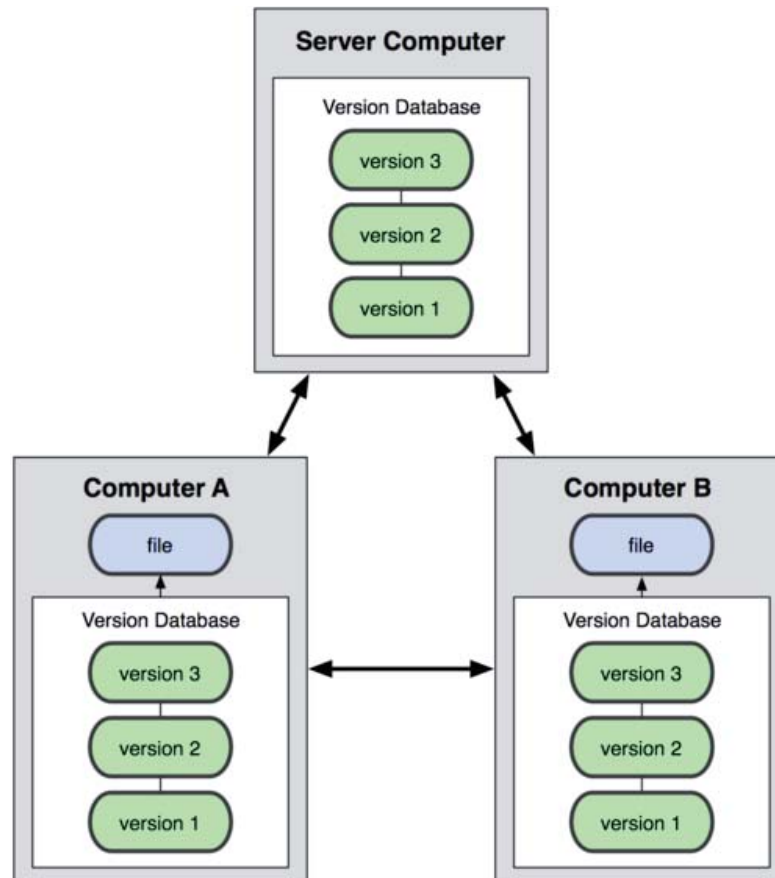 Server Computer
Version Database
version 3
version 2
version 1
Computer A
file
Version Database
version 3
version 2
version 1
Computer B
file
Version Database
version 3
version 2
version 1